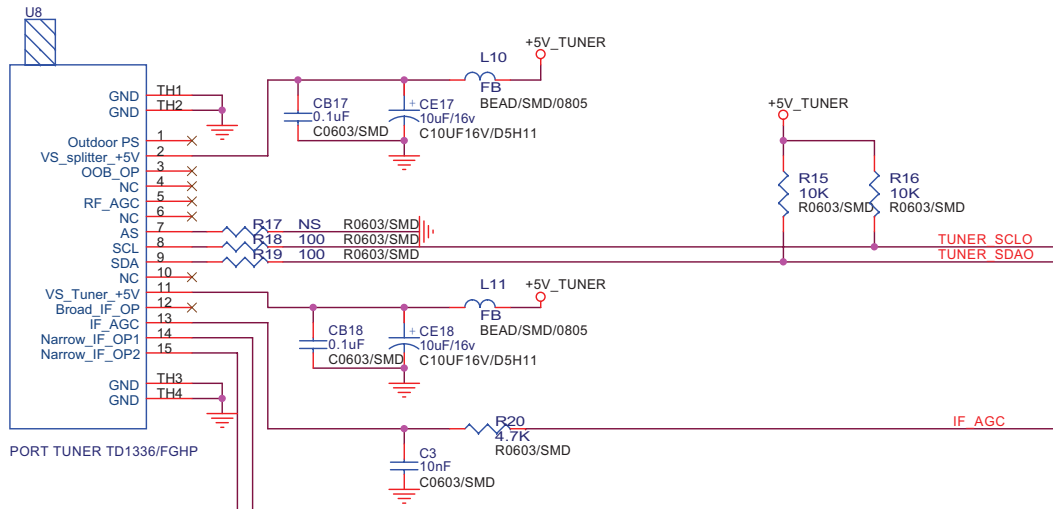 U8
GND TH1
GND TH2
Outdoor PS 1
VS_splitter_+5V 2
OOB_OP 3
NC 4
RF_AGC 5
NC 6
AS 7
SCL 8
SDA 9
NC 10
VS_Tuner_+5V 11
Broad_IF_OP 12
IF_AGC 13
Narrow_IF_OP1 14
Narrow_IF_OP2 15
GND TH3
GND TH4
PORT TUNER TD1336/FGHP
+5V_TUNER
L10
FB
BEAD/SMD/0805
CB17
0.1uF
C0603/SMD
+
CE17
10uF/16v
C10UF16V/D5H11
+5V_TUNER
R15
10K
R0603/SMD
R16
10K
R0603/SMD
R17 NS R0603/SMD
R18 100 R0603/SMD
R19 100 R0603/SMD
TUNER_SCLO
TUNER_SDAO
+5V_TUNER
L11
FB
BEAD/SMD/0805
CB18
0.1uF
C0603/SMD
+
CE18
10uF/16v
C10UF16V/D5H11
R20
4.7K
R0603/SMD
IF_AGC
C3
10nF
C0603/SMD